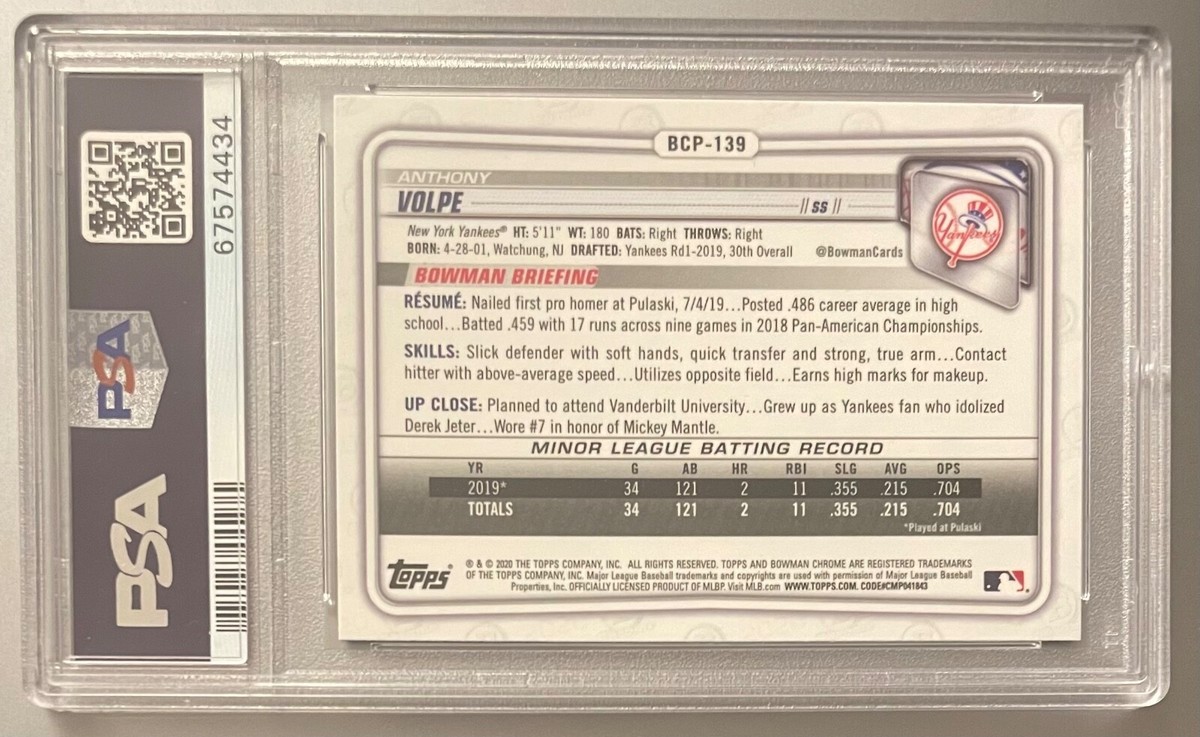 67574434
PSA
PSA
BCP-139
ANTHONY
VOLPE // SS //
New York Yankees® HT: 5'11" WT: 180 BATS: Right THROWS: Right
BORN: 4-28-01, Watchung, NJ DRAFTED: Yankees Rd1-2019, 30th Overall @BowmanCards
Yankees
BOWMAN BRIEFING
RÉSUMÉ: Nailed first pro homer at Pulaski, 7/4/19...Posted .486 career average in high
school...Batted .459 with 17 runs across nine games in 2018 Pan-American Championships.
SKILLS: Slick defender with soft hands, quick transfer and strong, true arm...Contact
hitter with above-average speed...Utilizes opposite field...Earns high marks for makeup.
UP CLOSE: Planned to attend Vanderbilt University...Grew up as Yankees fan who idolized
Derek Jeter...Wore #7 in honor of Mickey Mantle.
MINOR LEAGUE BATTING RECORD
YR G AB HR RBI SLG AVG OPS
2019* 34 121 2 11 .355 .215 .704
TOTALS 34 121 2 11 .355 .215 .704
*Played at Pulaski
Topps
® & © 2020 THE TOPPS COMPANY, INC. ALL RIGHTS RESERVED. TOPPS AND BOWMAN CHROME ARE REGISTERED TRADEMARKS
OF THE TOPPS COMPANY, INC. Major League Baseball trademarks and copyrights are used with permission of Major League Baseball
Properties, Inc. OFFICIALLY LICENSED PRODUCT OF MLBP. Visit MLB.com WWW.TOPPS.COM. CODE#CMP041843